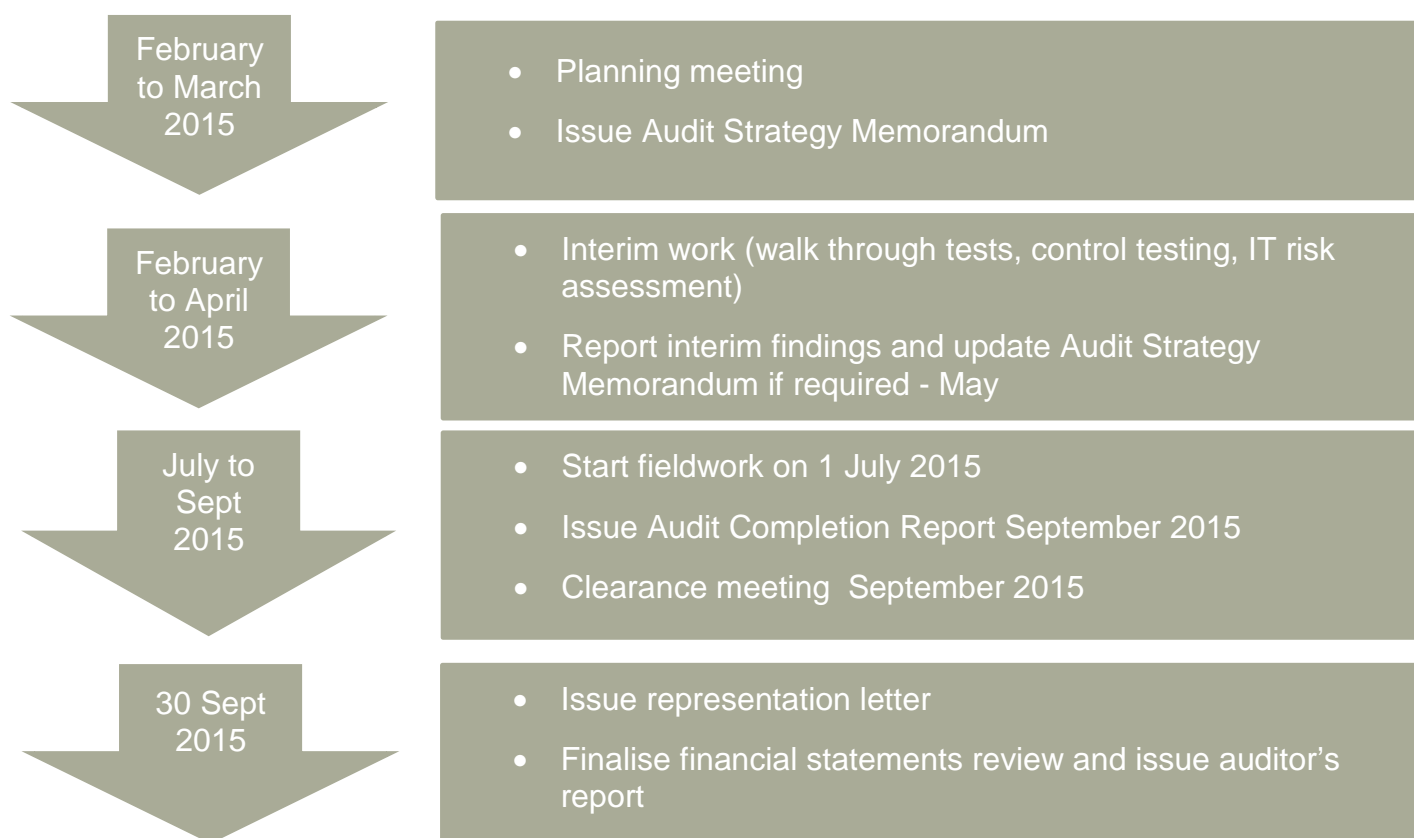 February
to March
2015
• Planning meeting
• Issue Audit Strategy Memorandum
February
to April
2015
• Interim work (walk through tests, control testing, IT risk
assessment)
• Report interim findings and update Audit Strategy
Memorandum if required - May
July to
Sept
2015
• Start fieldwork on 1 July 2015
• Issue Audit Completion Report September 2015
• Clearance meeting  September 2015
30 Sept
2015
• Issue representation letter
• Finalise financial statements review and issue auditor’s
report